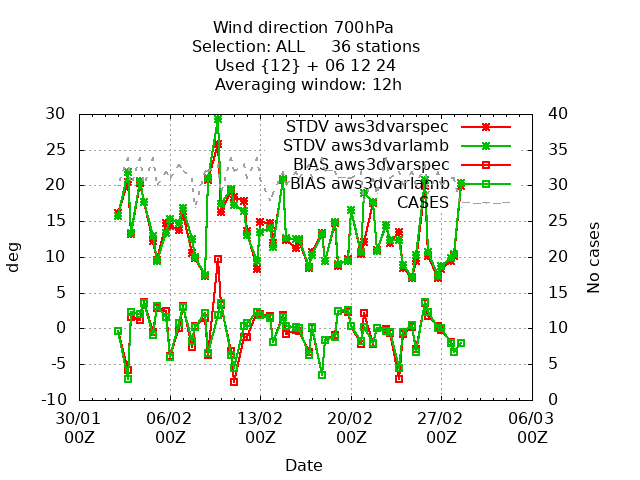 Wind direction 700hPa
Selection: ALL 36 stations
Used {12} + 06 12 24
Averaging window: 12h
30 40
STDV aws3dvarspec
25 35
STDV aws3dvarlamb
BIAS aws3dvarspec
20 30
BIAS aws3dvarlamb
CASES
15 25
10 20
5 15
0 10
-5 5
-10 0
deg
No cases
30/01 06/02 13/02 20/02 27/02 06/03
00Z 00Z 00Z 00Z 00Z 00Z
Date